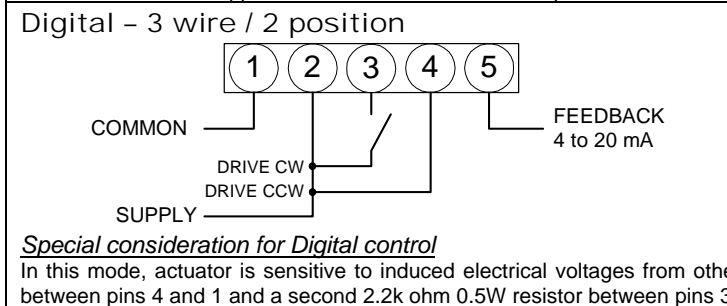 Digital – 3 wire / 2 position
1 2 3 4 5
COMMON
FEEDBACK
4 to 20 mA
DRIVE CW
DRIVE CCW
SUPPLY
Special consideration for Digital control
In this mode, actuator is sensitive to induced electrical voltages from othe
between pins 4 and 1 and a second 2.2k ohm 0.5W resistor between pins 3